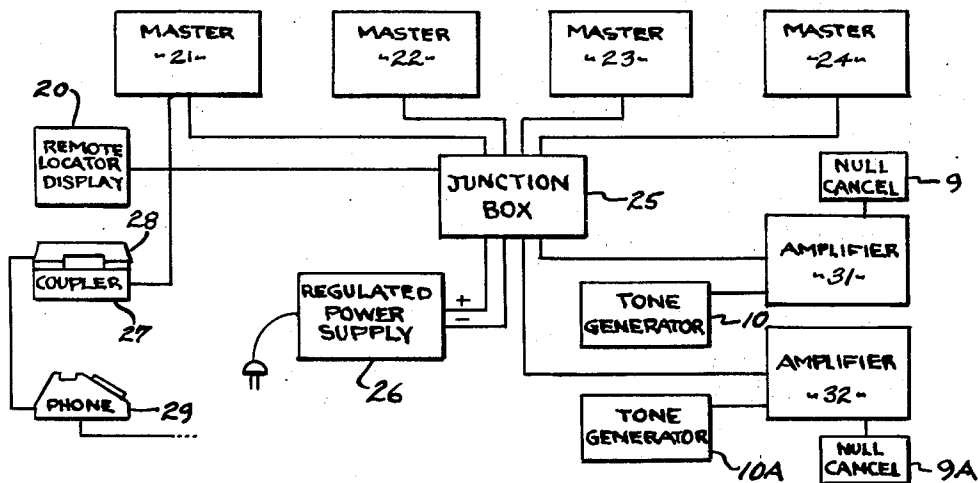 MASTER
"21"
MASTER
"22"
MASTER
"23"
MASTER
"24"
20
REMOTE
LOCATOR
DISPLAY
JUNCTION
BOX
25
NULL
CANCEL
9
28
COUPLER
27
REGULATED
POWER
SUPPLY
+
−
26
AMPLIFIER
"31"
TONE
GENERATOR
10
PHONE
29
AMPLIFIER
"32"
TONE
GENERATOR
10A
NULL
CANCEL
9A